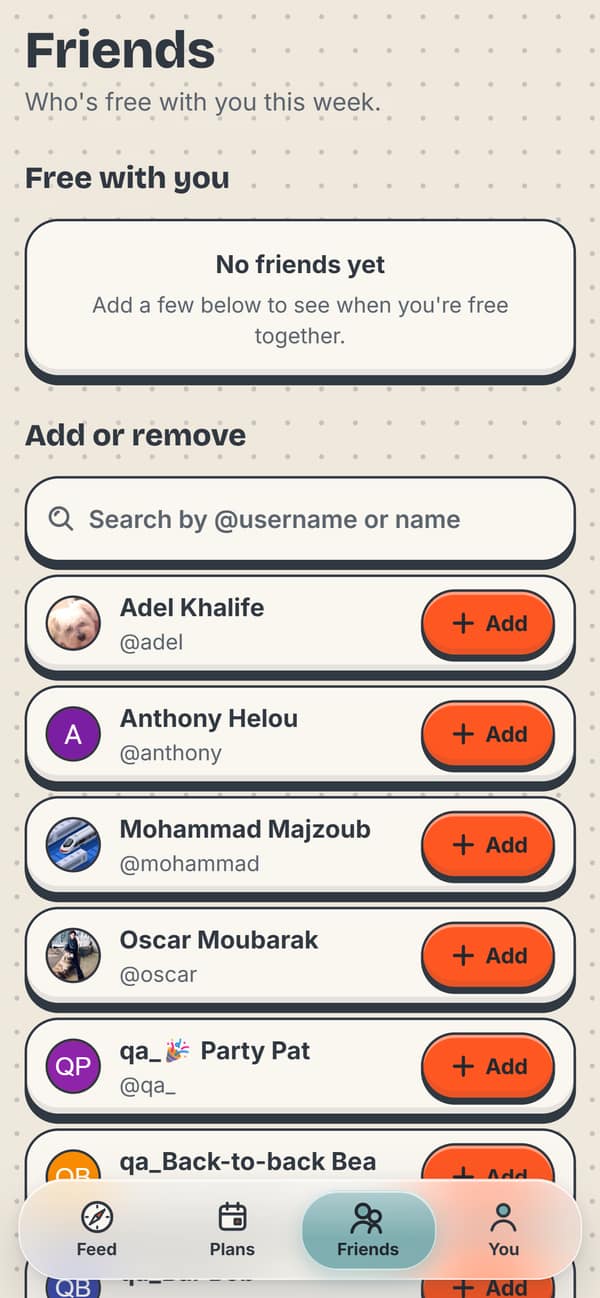 Friends
Who's free with you this week.
Free with you
No friends yet
Add a few below to see when you're free
together.
Add or remove
Search by @username or name
Adel Khalife
@adel
Add
A
Anthony Helou
@anthony
Add
Mohammad Majzoub
@mohammad
Add
Oscar Moubarak
@oscar
Add
QP
qa_🎉 Party Pat
@qa_
Add
QB
qa_Back-to-back Bea
Add
Feed
Plans
Friends
You
QB
Add